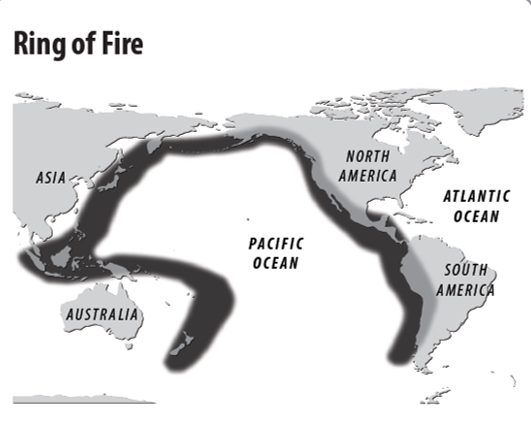 Ring of Fire
ASIA
NORTH
AMERICA
ATLANTIC
OCEAN
PACIFIC
OCEAN
SOUTH
AMERICA
AUSTRALIA